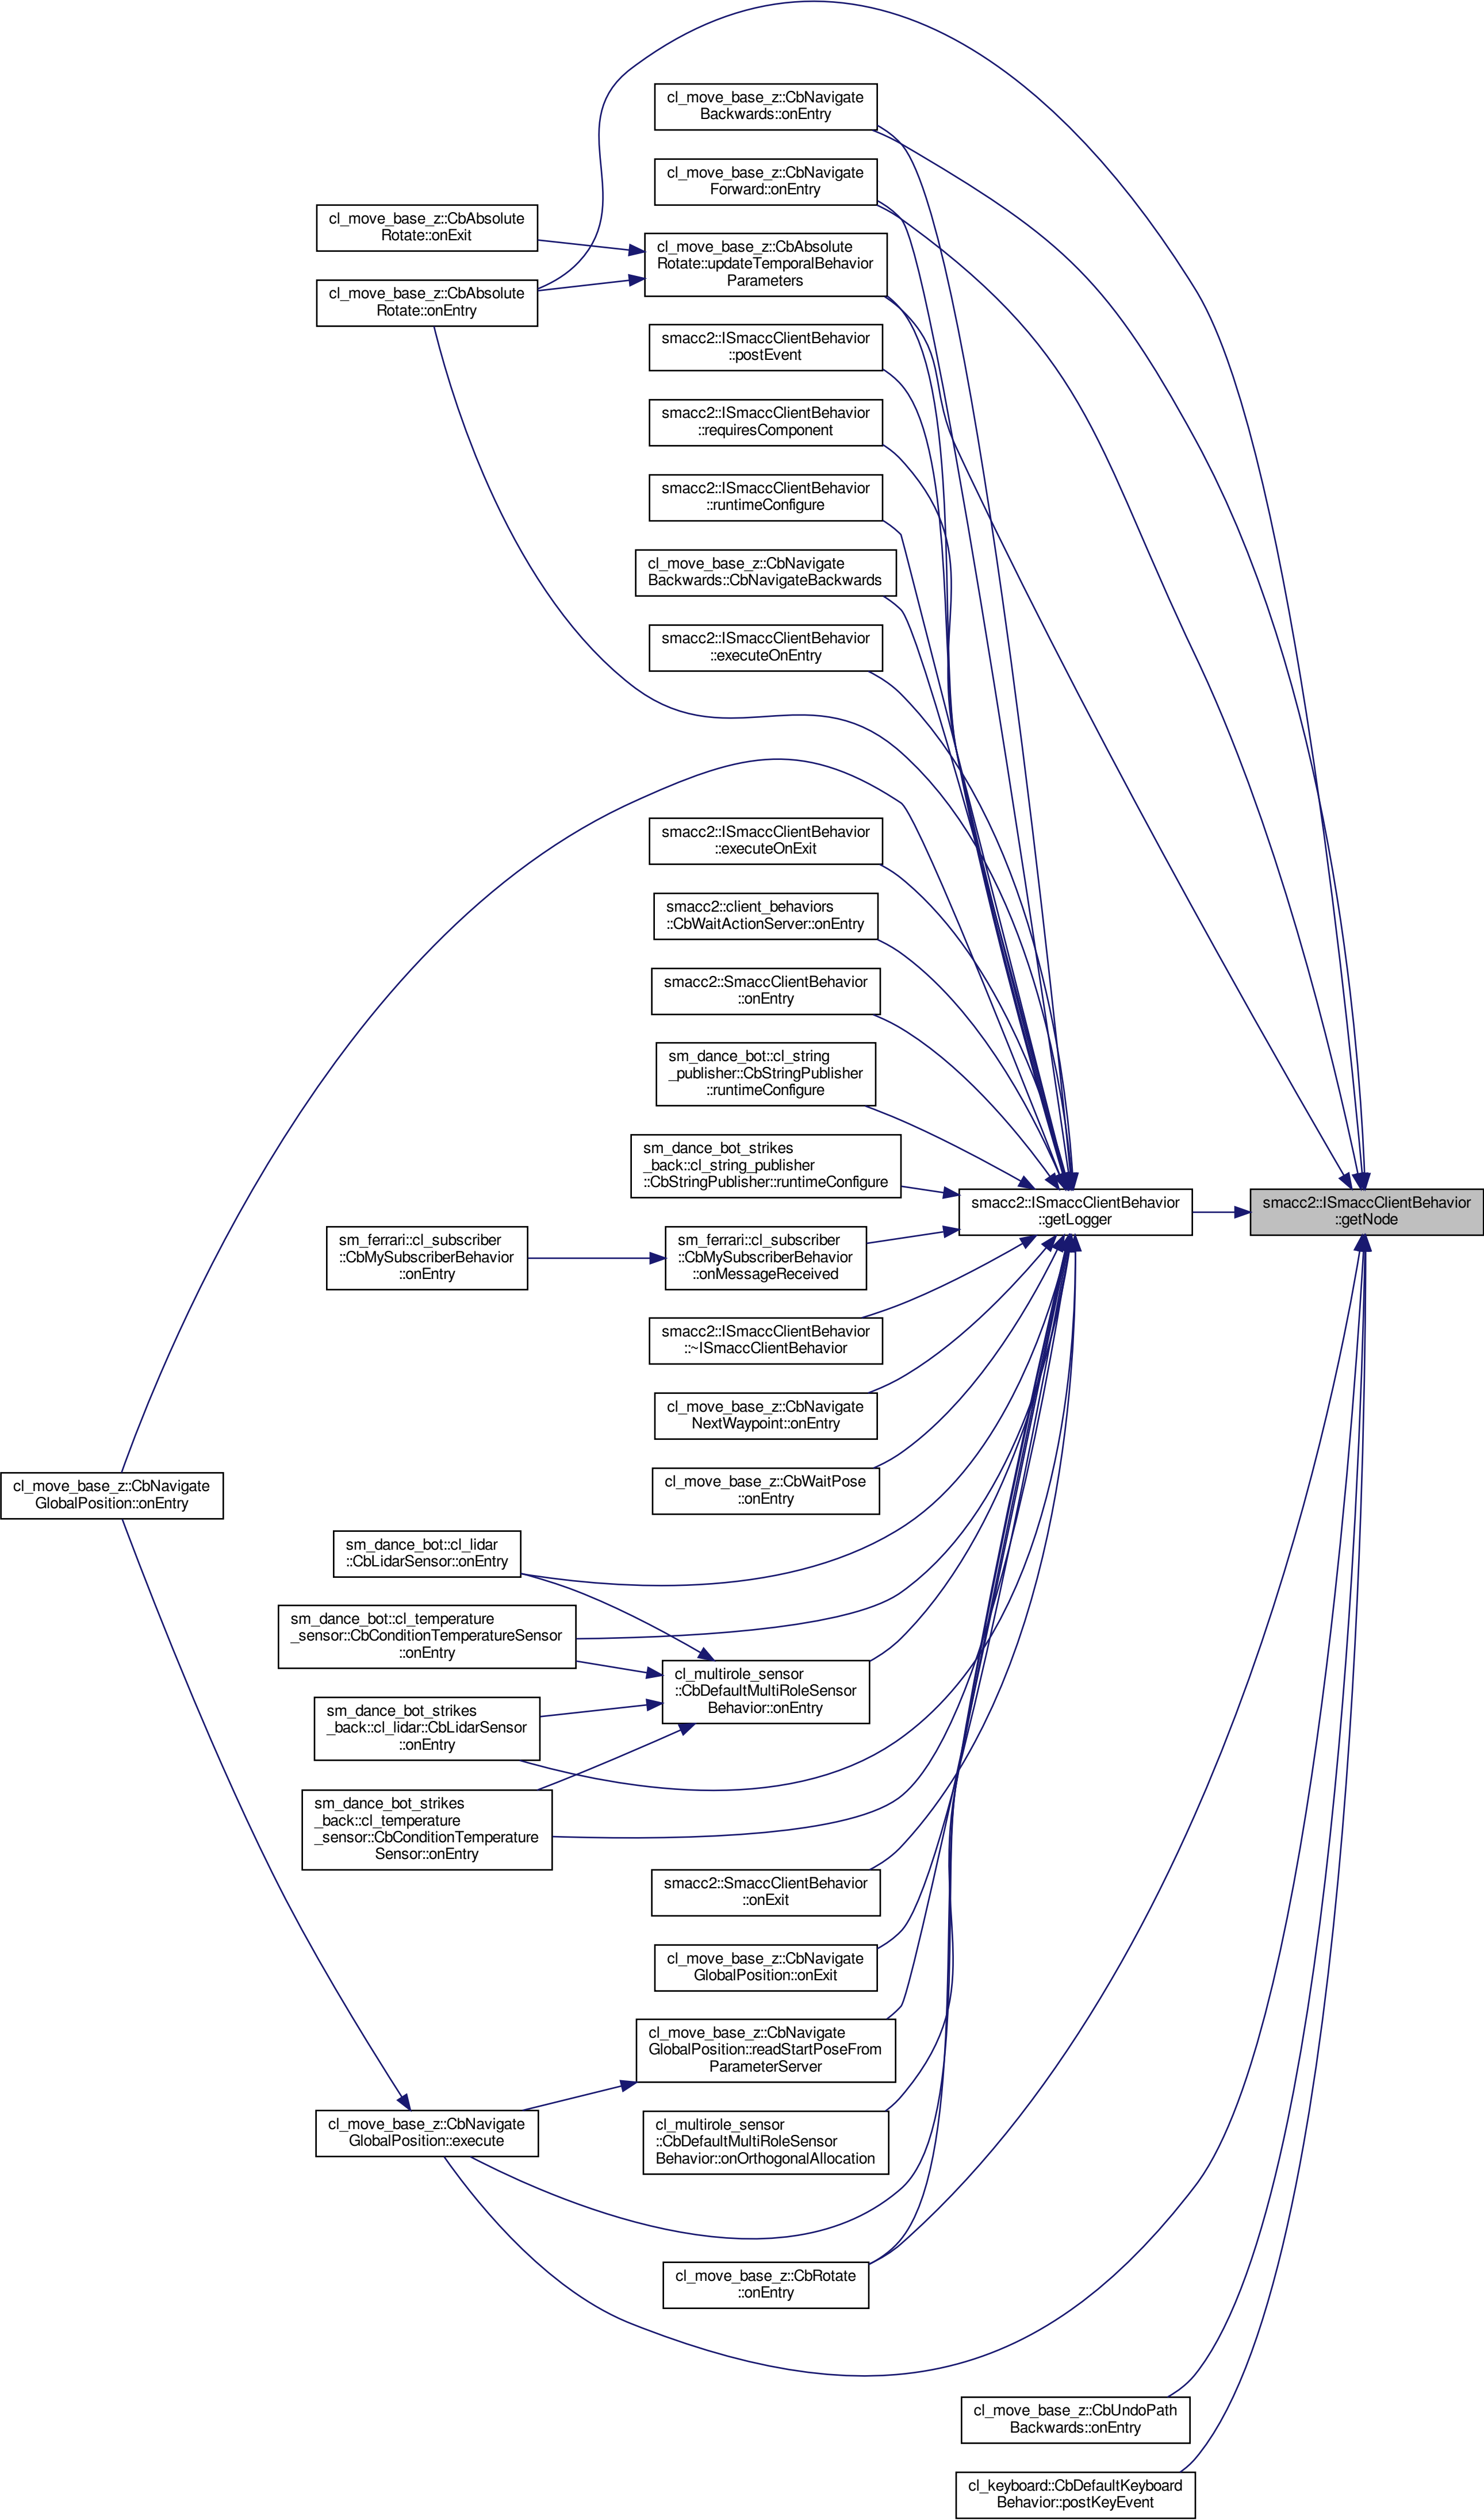 cl_move_base_z::CbNavigate
Backwards::onEntry
cl_move_base_z::CbNavigate
Forward::onEntry
cl_move_base_z::CbAbsolute
Rotate::onExit
cl_move_base_z::CbAbsolute
Rotate::updateTemporalBehavior
Parameters
cl_move_base_z::CbAbsolute
Rotate::onEntry
smacc2::ISmaccClientBehavior
::postEvent
smacc2::ISmaccClientBehavior
::requiresComponent
smacc2::ISmaccClientBehavior
::runtimeConfigure
cl_move_base_z::CbNavigate
Backwards::CbNavigateBackwards
smacc2::ISmaccClientBehavior
::executeOnEntry
smacc2::ISmaccClientBehavior
::executeOnExit
smacc2::client_behaviors
::CbWaitActionServer::onEntry
smacc2::SmaccClientBehavior
::onEntry
sm_dance_bot::cl_string
_publisher::CbStringPublisher
::runtimeConfigure
sm_dance_bot_strikes
_back::cl_string_publisher
::CbStringPublisher::runtimeConfigure
smacc2::ISmaccClientBehavior
::getLogger
smacc2::ISmaccClientBehavior
::getNode
sm_ferrari::cl_subscriber
::CbMySubscriberBehavior
::onEntry
sm_ferrari::cl_subscriber
::CbMySubscriberBehavior
::onMessageReceived
smacc2::ISmaccClientBehavior
::~ISmaccClientBehavior
cl_move_base_z::CbNavigate
NextWaypoint::onEntry
cl_move_base_z::CbWaitPose
::onEntry
cl_move_base_z::CbNavigate
GlobalPosition::onEntry
sm_dance_bot::cl_lidar
::CbLidarSensor::onEntry
sm_dance_bot::cl_temperature
_sensor::CbConditionTemperatureSensor
::onEntry
cl_multirole_sensor
::CbDefaultMultiRoleSensor
Behavior::onEntry
sm_dance_bot_strikes
_back::cl_lidar::CbLidarSensor
::onEntry
sm_dance_bot_strikes
_back::cl_temperature
_sensor::CbConditionTemperature
Sensor::onEntry
smacc2::SmaccClientBehavior
::onExit
cl_move_base_z::CbNavigate
GlobalPosition::onExit
cl_move_base_z::CbNavigate
GlobalPosition::readStartPoseFrom
ParameterServer
cl_move_base_z::CbNavigate
GlobalPosition::execute
cl_multirole_sensor
::CbDefaultMultiRoleSensor
Behavior::onOrthogonalAllocation
cl_move_base_z::CbRotate
::onEntry
cl_move_base_z::CbUndoPath
Backwards::onEntry
cl_keyboard::CbDefaultKeyboard
Behavior::postKeyEvent